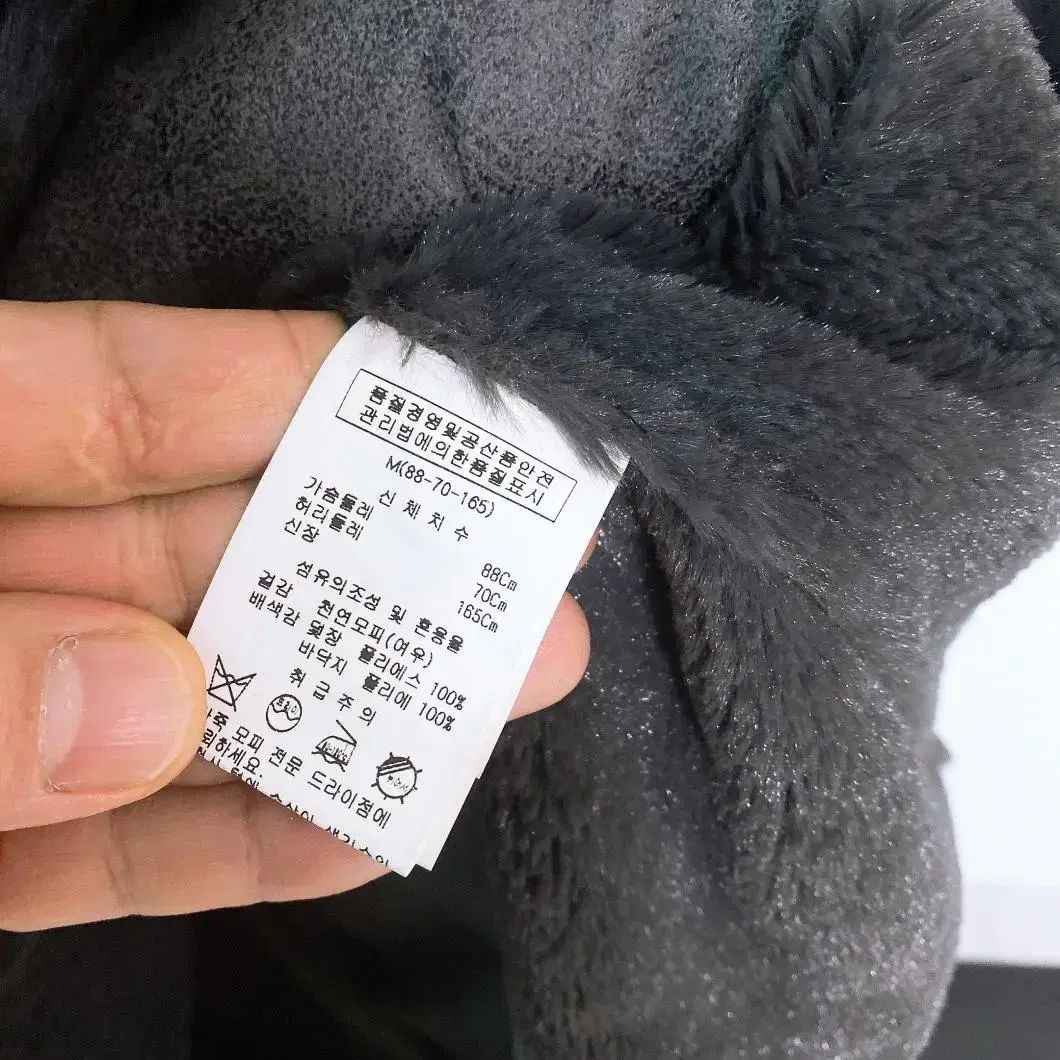 품질경영및공산품안전
관리법에의한품질표시
M(88-70-165)
신 체 치 수
가슴둘레 88Cm
허리둘레 70Cm
신장 165Cm
섬유의조성 및 혼용율
겉감 천연모피(여우)
배색감 및장 폴리에스 100%
바닥지 폴리에 100%
취 급 주 의
모피 전문 드라이점에
뢰하세요.